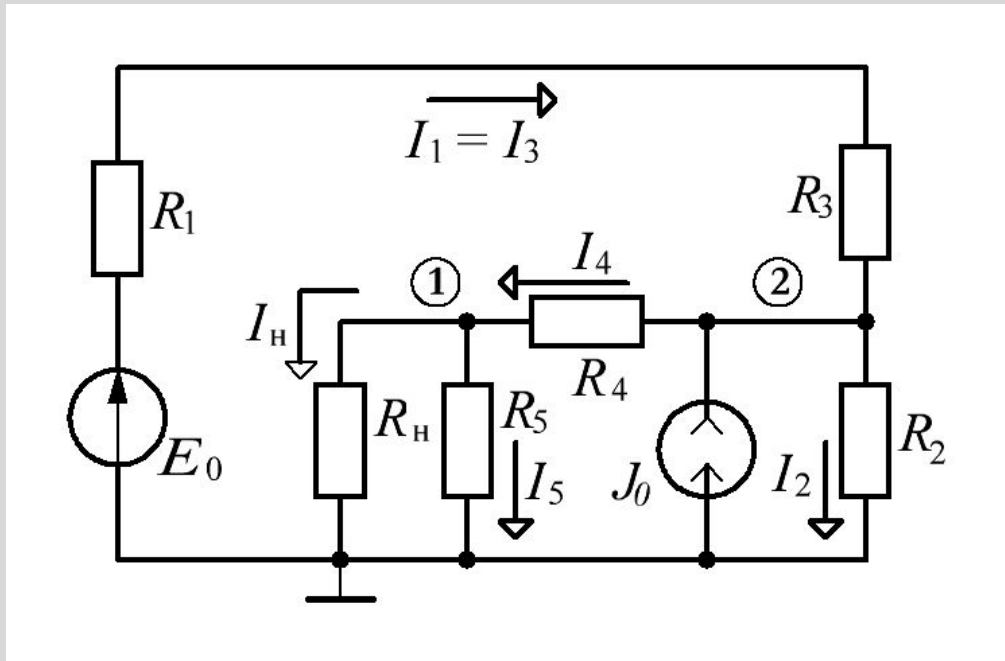 I₁ = I₃
R₁
R₃
I₄
①
②
Iн
R₄
Rн
R₅
R₂
E₀
I₅
J₀
I₂